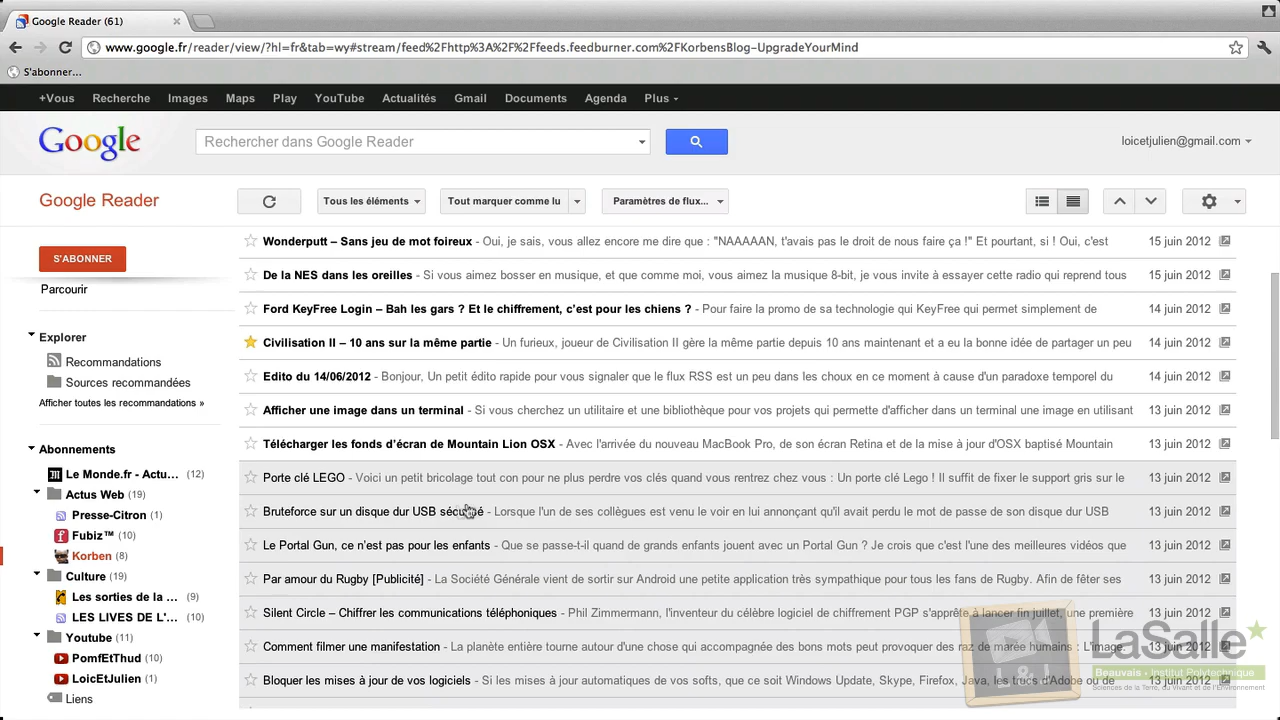 Google Reader (61)
www.google.fr/reader/view/?hl=fr&tab=wy#stream/feed%2Fhttp%3A%2F%2Ffeeds.feedburner.com%2FKorbensBlog-UpgradeYourMind
S'abonner...
+Vous Recherche Images Maps Play YouTube Actualités Gmail Documents Agenda Plus
Google
Rechercher dans Google Reader
loicetjulien@gmail.com
Google Reader
Tous les éléments
Tout marquer comme lu
Paramètres de flux...
S'ABONNER
Parcourir
Explorer
Recommandations
Sources recommandées
Afficher toutes les recommandations »
Abonnements
Le Monde.fr - Actu... (12)
Actus Web (19)
Presse-Citron (1)
Fubiz™ (10)
Korben (8)
Culture (19)
Les sorties de la ... (9)
LES LIVES DE L'... (10)
Youtube (11)
PomfEtThud (10)
LoicEtJulien (1)
Liens
Wonderputt – Sans jeu de mot foireux - Oui, je sais, vous allez encore me dire que : "NAAAAAN, t'avais pas le droit de nous faire ça !" Et pourtant, si ! Oui, c'est 15 juin 2012
De la NES dans les oreilles - Si vous aimez bosser en musique, et que comme moi, vous aimez la musique 8-bit, je vous invite à essayer cette radio qui reprend tous 15 juin 2012
Ford KeyFree Login – Bah les gars ? Et le chiffrement, c'est pour les chiens ? - Pour faire la promo de sa technologie qui KeyFree qui permet simplement de 14 juin 2012
Civilisation II – 10 ans sur la même partie - Un furieux, joueur de Civilisation II gère la même partie depuis 10 ans maintenant et a eu la bonne idée de partager un peu 14 juin 2012
Edito du 14/06/2012 - Bonjour, Un petit édito rapide pour vous signaler que le flux RSS est un peu dans les choux en ce moment à cause d'un paradoxe temporel du 14 juin 2012
Afficher une image dans un terminal - Si vous cherchez un utilitaire et une bibliothèque pour vos projets qui permette d'afficher dans un terminal une image en utilisant 13 juin 2012
Télécharger les fonds d'écran de Mountain Lion OSX - Avec l'arrivée du nouveau MacBook Pro, de son écran Retina et de la mise à jour d'OSX baptisé Mountain 13 juin 2012
Porte clé LEGO - Voici un petit bricolage tout con pour ne plus perdre vos clés quand vous rentrez chez vous : Un porte clé Lego ! Il suffit de fixer le support gris sur le 13 juin 2012
Bruteforce sur un disque dur USB sécurisé - Lorsque l'un de ses collègues est venu le voir en lui annonçant qu'il avait perdu le mot de passe de son disque dur USB 13 juin 2012
Le Portal Gun, ce n'est pas pour les enfants - Que se passe-t-il quand de grands enfants jouent avec un Portal Gun ? Je crois que c'est l'une des meilleures vidéos que 13 juin 2012
Par amour du Rugby [Publicité] - La Société Générale vient de sortir sur Android une petite application très sympathique pour tous les fans de Rugby. Afin de fêter ses 13 juin 2012
Silent Circle – Chiffrer les communications téléphoniques - Phil Zimmermann, l'inventeur du célèbre logiciel de chiffrement PGP s'apprête à lancer fin juillet, une première 13 juin 2012
Comment filmer une manifestation - La planète entière tourne autour d'une chose qui accompagnée des bons mots peut provoquer des raz de marée humains : L'image. 13 juin 2012
Bloquer les mises à jour de vos logiciels - Si les mises à jour automatiques de vos softs, que ce soit Windows Update, Skype, Firefox, Java, les trucs d'Adobe ou de 13 juin 2012
L & J
LaSalle
Beauvais - Institut Polytechnique
Sciences de la Terre, du Vivant et de l'Environnement